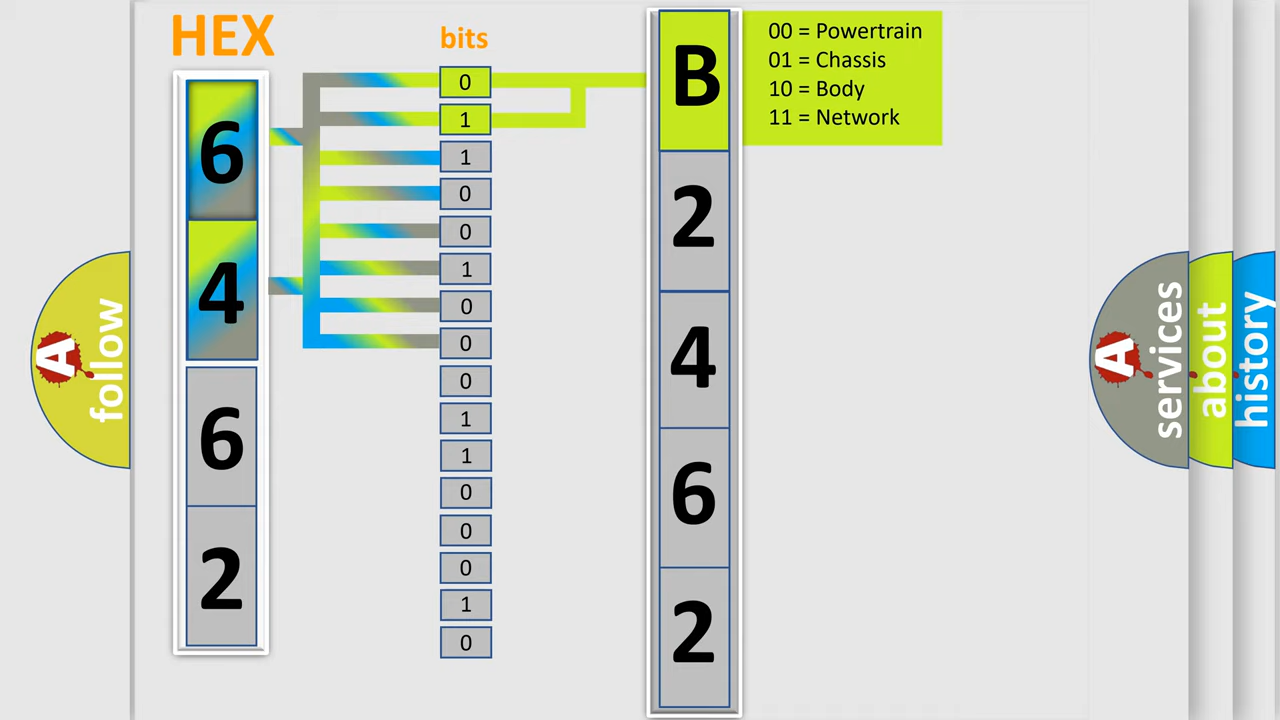 HEX
bits
6
4
6
2
0
1
1
0
0
1
0
0
0
1
1
0
0
0
1
0
B
2
4
6
2
00 = Powertrain
01 = Chassis
10 = Body
11 = Network
A
follow
A
services
about
history